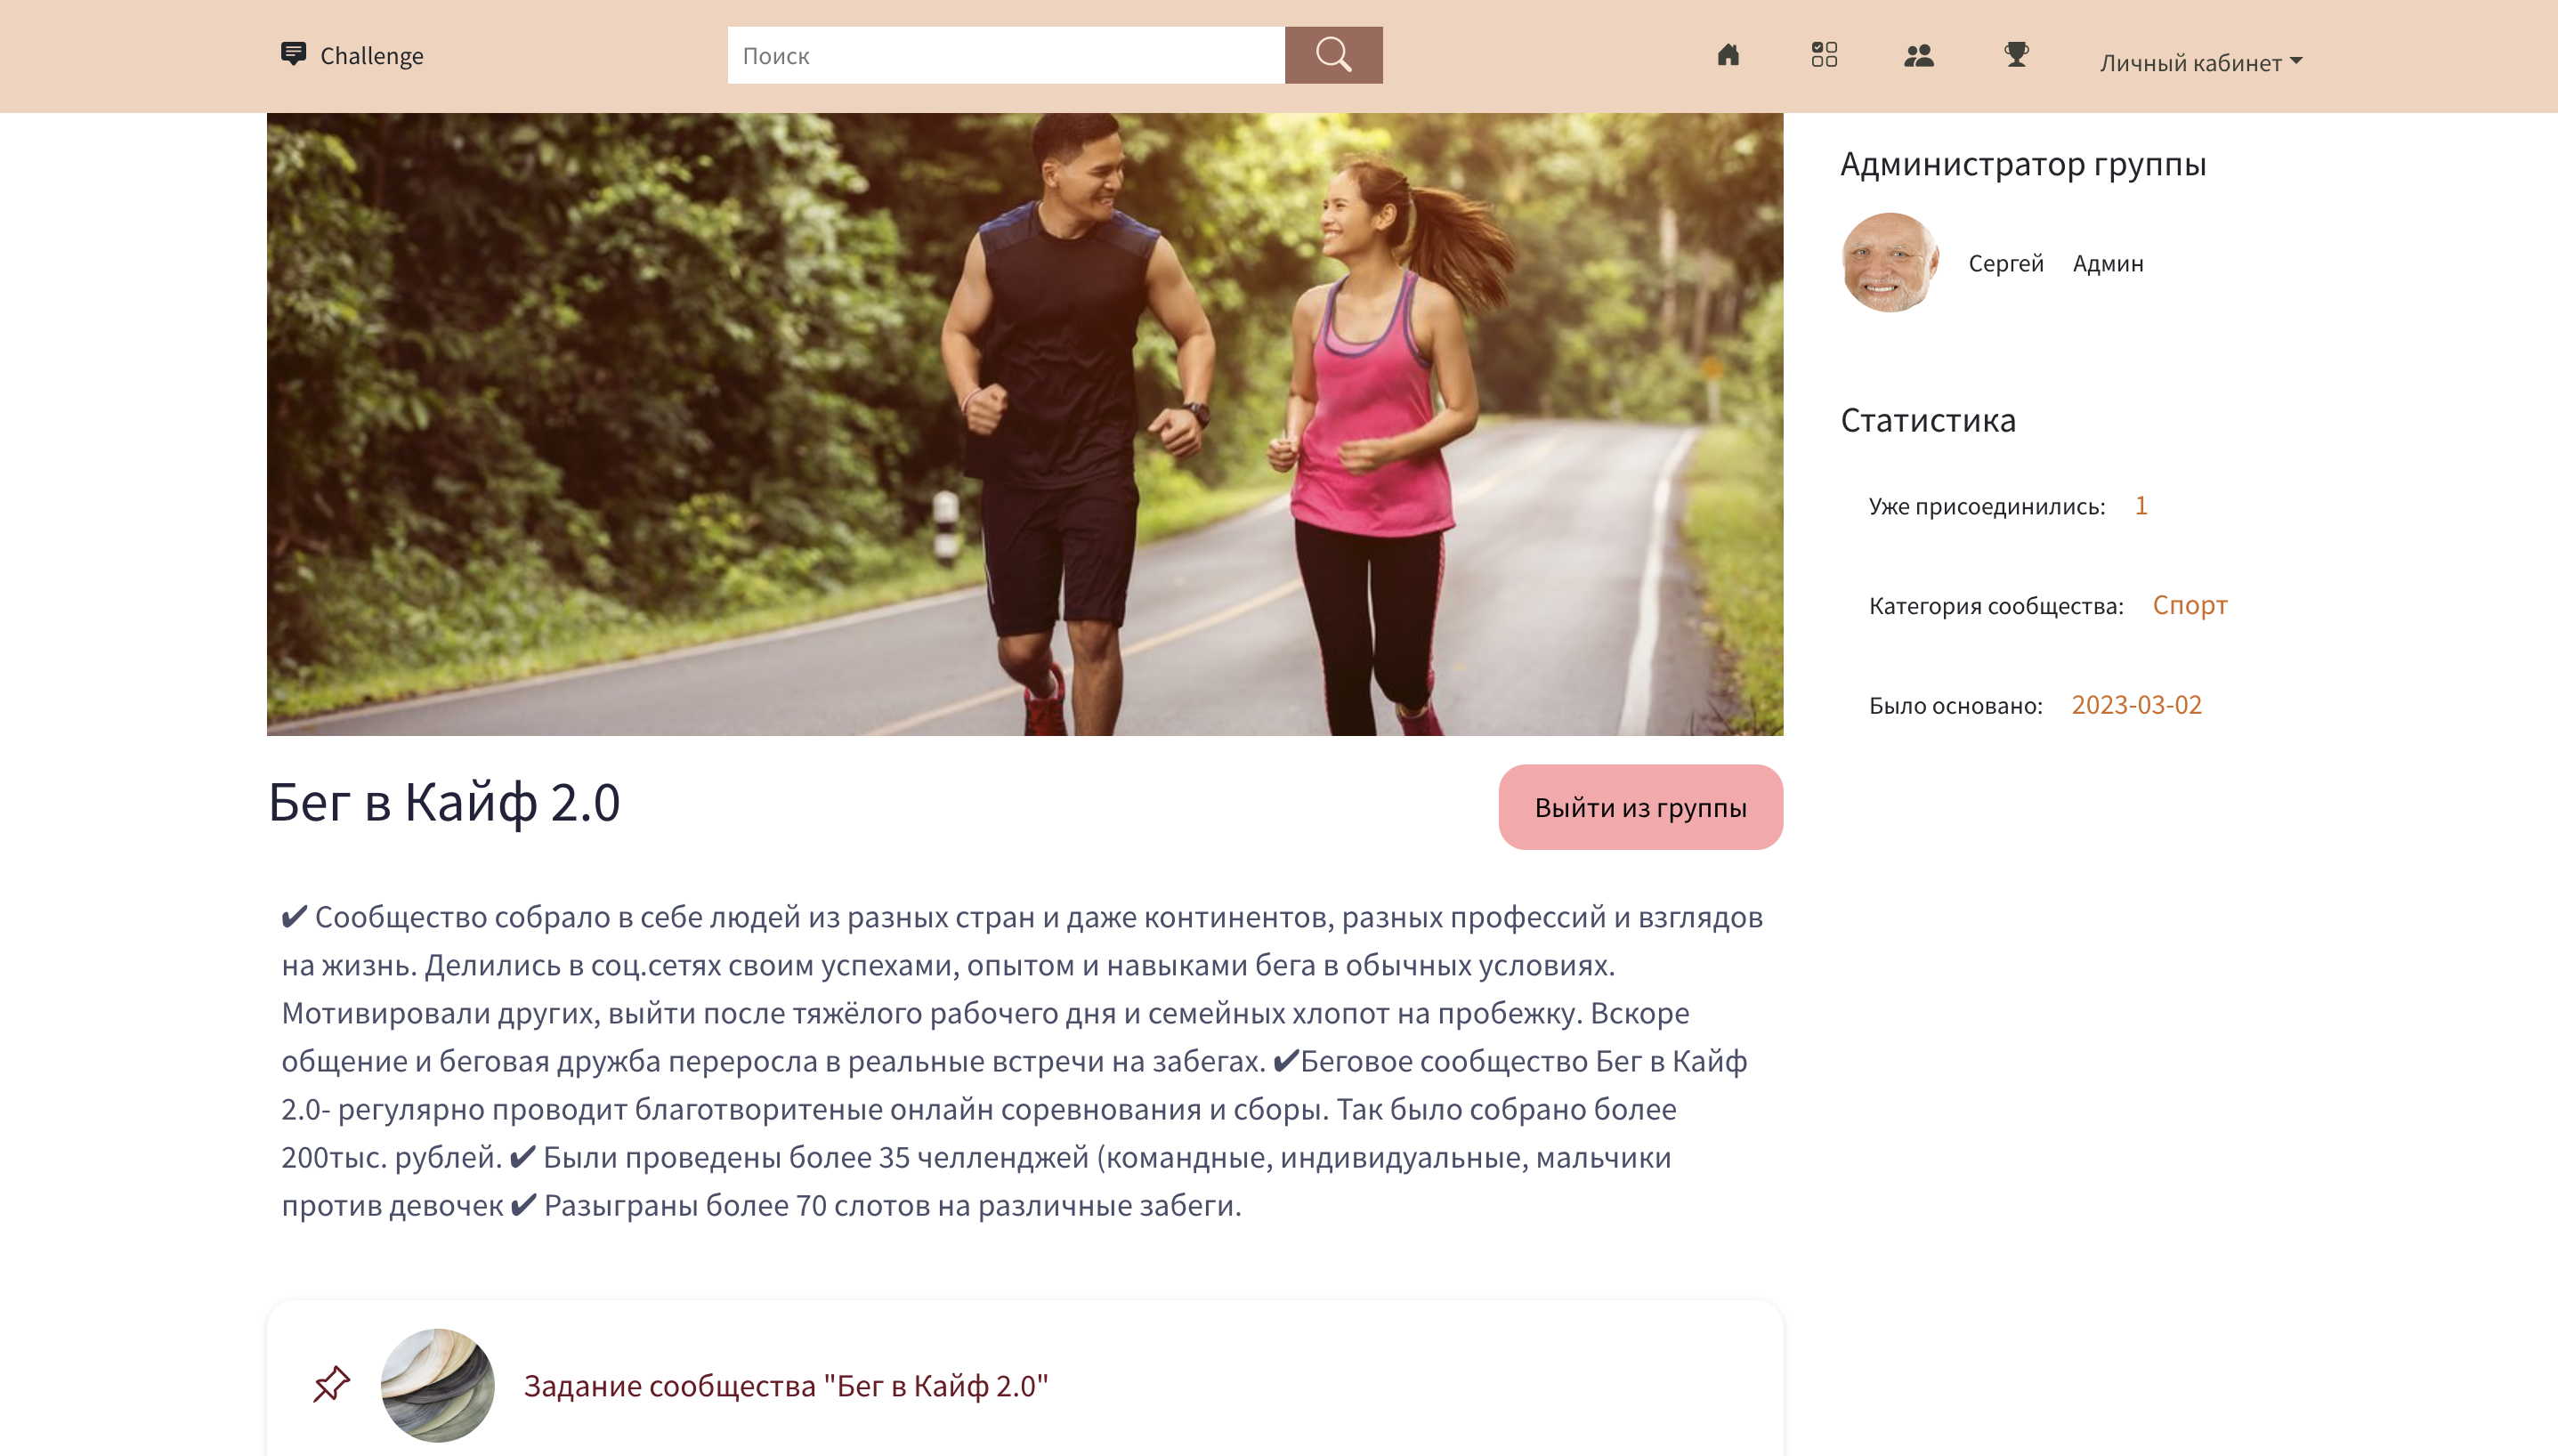 Challenge
Поиск
Личный кабинет
Администратор группы
Сергей Админ
Статистика
Уже присоединились: 1
Категория сообщества: Спорт
Было основано: 2023-03-02
Бег в Кайф 2.0
Выйти из группы
✔ Сообщество собрало в себе людей из разных стран и даже континентов, разных профессий и взглядов
на жизнь. Делились в соц.сетях своим успехами, опытом и навыками бега в обычных условиях.
Мотивировали других, выйти после тяжёлого рабочего дня и семейных хлопот на пробежку. Вскоре
общение и беговая дружба переросла в реальные встречи на забегах. ✔Беговое сообщество Бег в Кайф
2.0- регулярно проводит благотворитеные онлайн соревнования и сборы. Так было собрано более
200тыс. рублей. ✔ Были проведены более 35 челленджей (командные, индивидуальные, мальчики
против девочек ✔ Разыграны более 70 слотов на различные забеги.
Задание сообщества "Бег в Кайф 2.0"